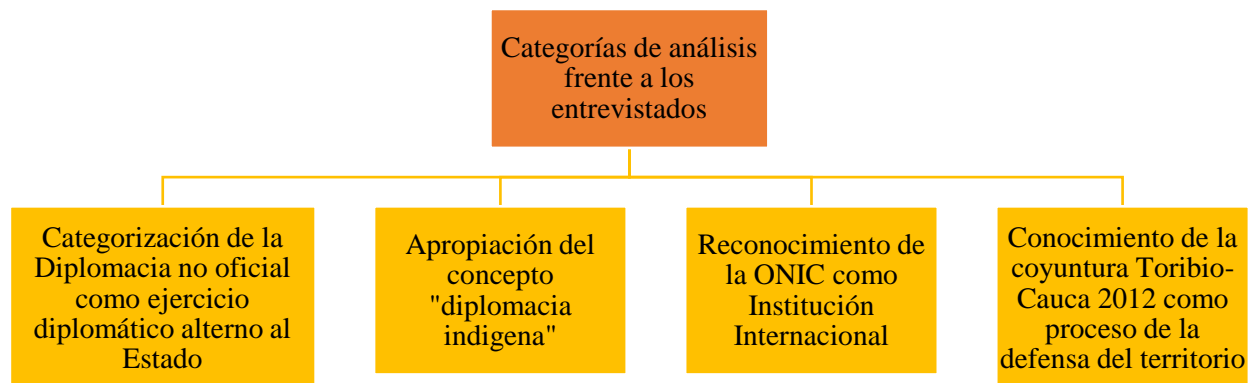 Categorías de análisis
frente a los
entrevistados
Categorización de la
Diplomacia no oficial
como ejercicio
diplomático alterno al
Estado
Apropiación del
concepto
"diplomacia
indigena"
Reconocimiento de
la ONIC como
Institución
Internacional
Conocimiento de la
coyuntura Toribio-
Cauca 2012 como
proceso de la
defensa del territorio